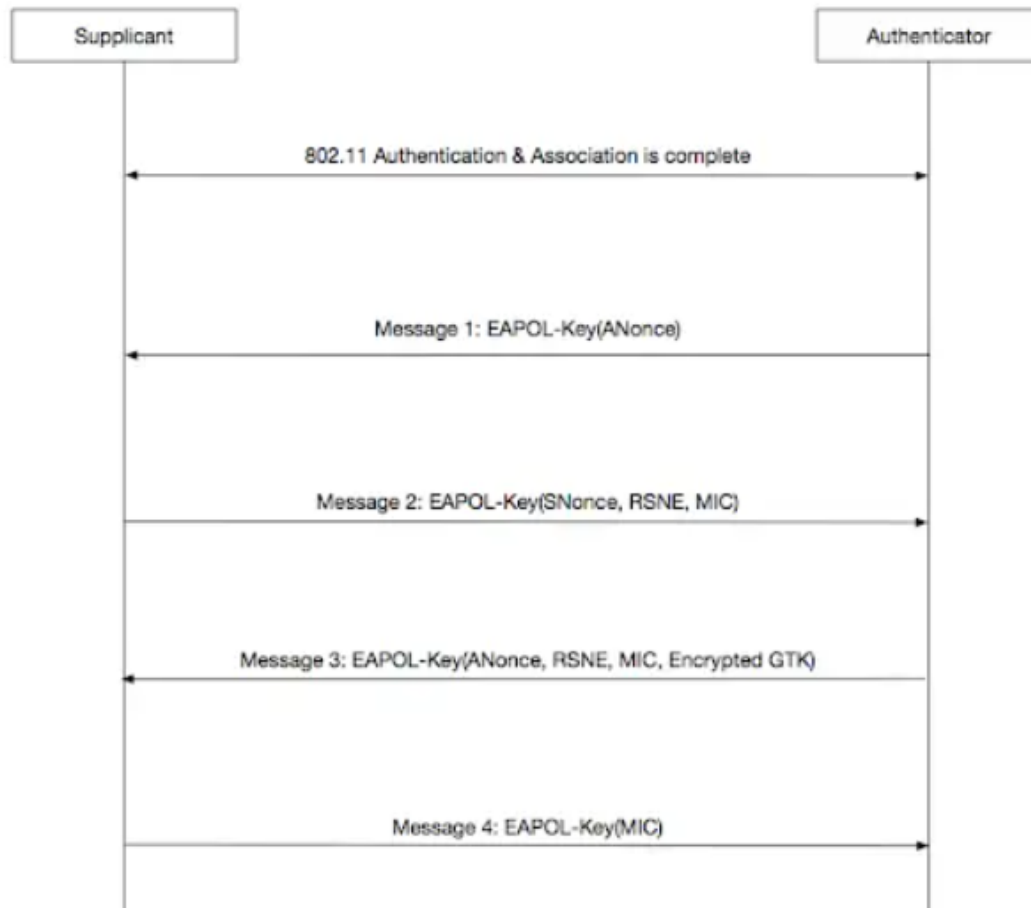 Supplicant
Authenticator
802.11 Authentication & Association is complete
Message 1: EAPOL-Key(ANonce)
Message 2: EAPOL-Key(SNonce, RSNE, MIC)
Message 3: EAPOL-Key(ANonce, RSNE, MIC, Encrypted GTK)
Message 4: EAPOL-Key(MIC)